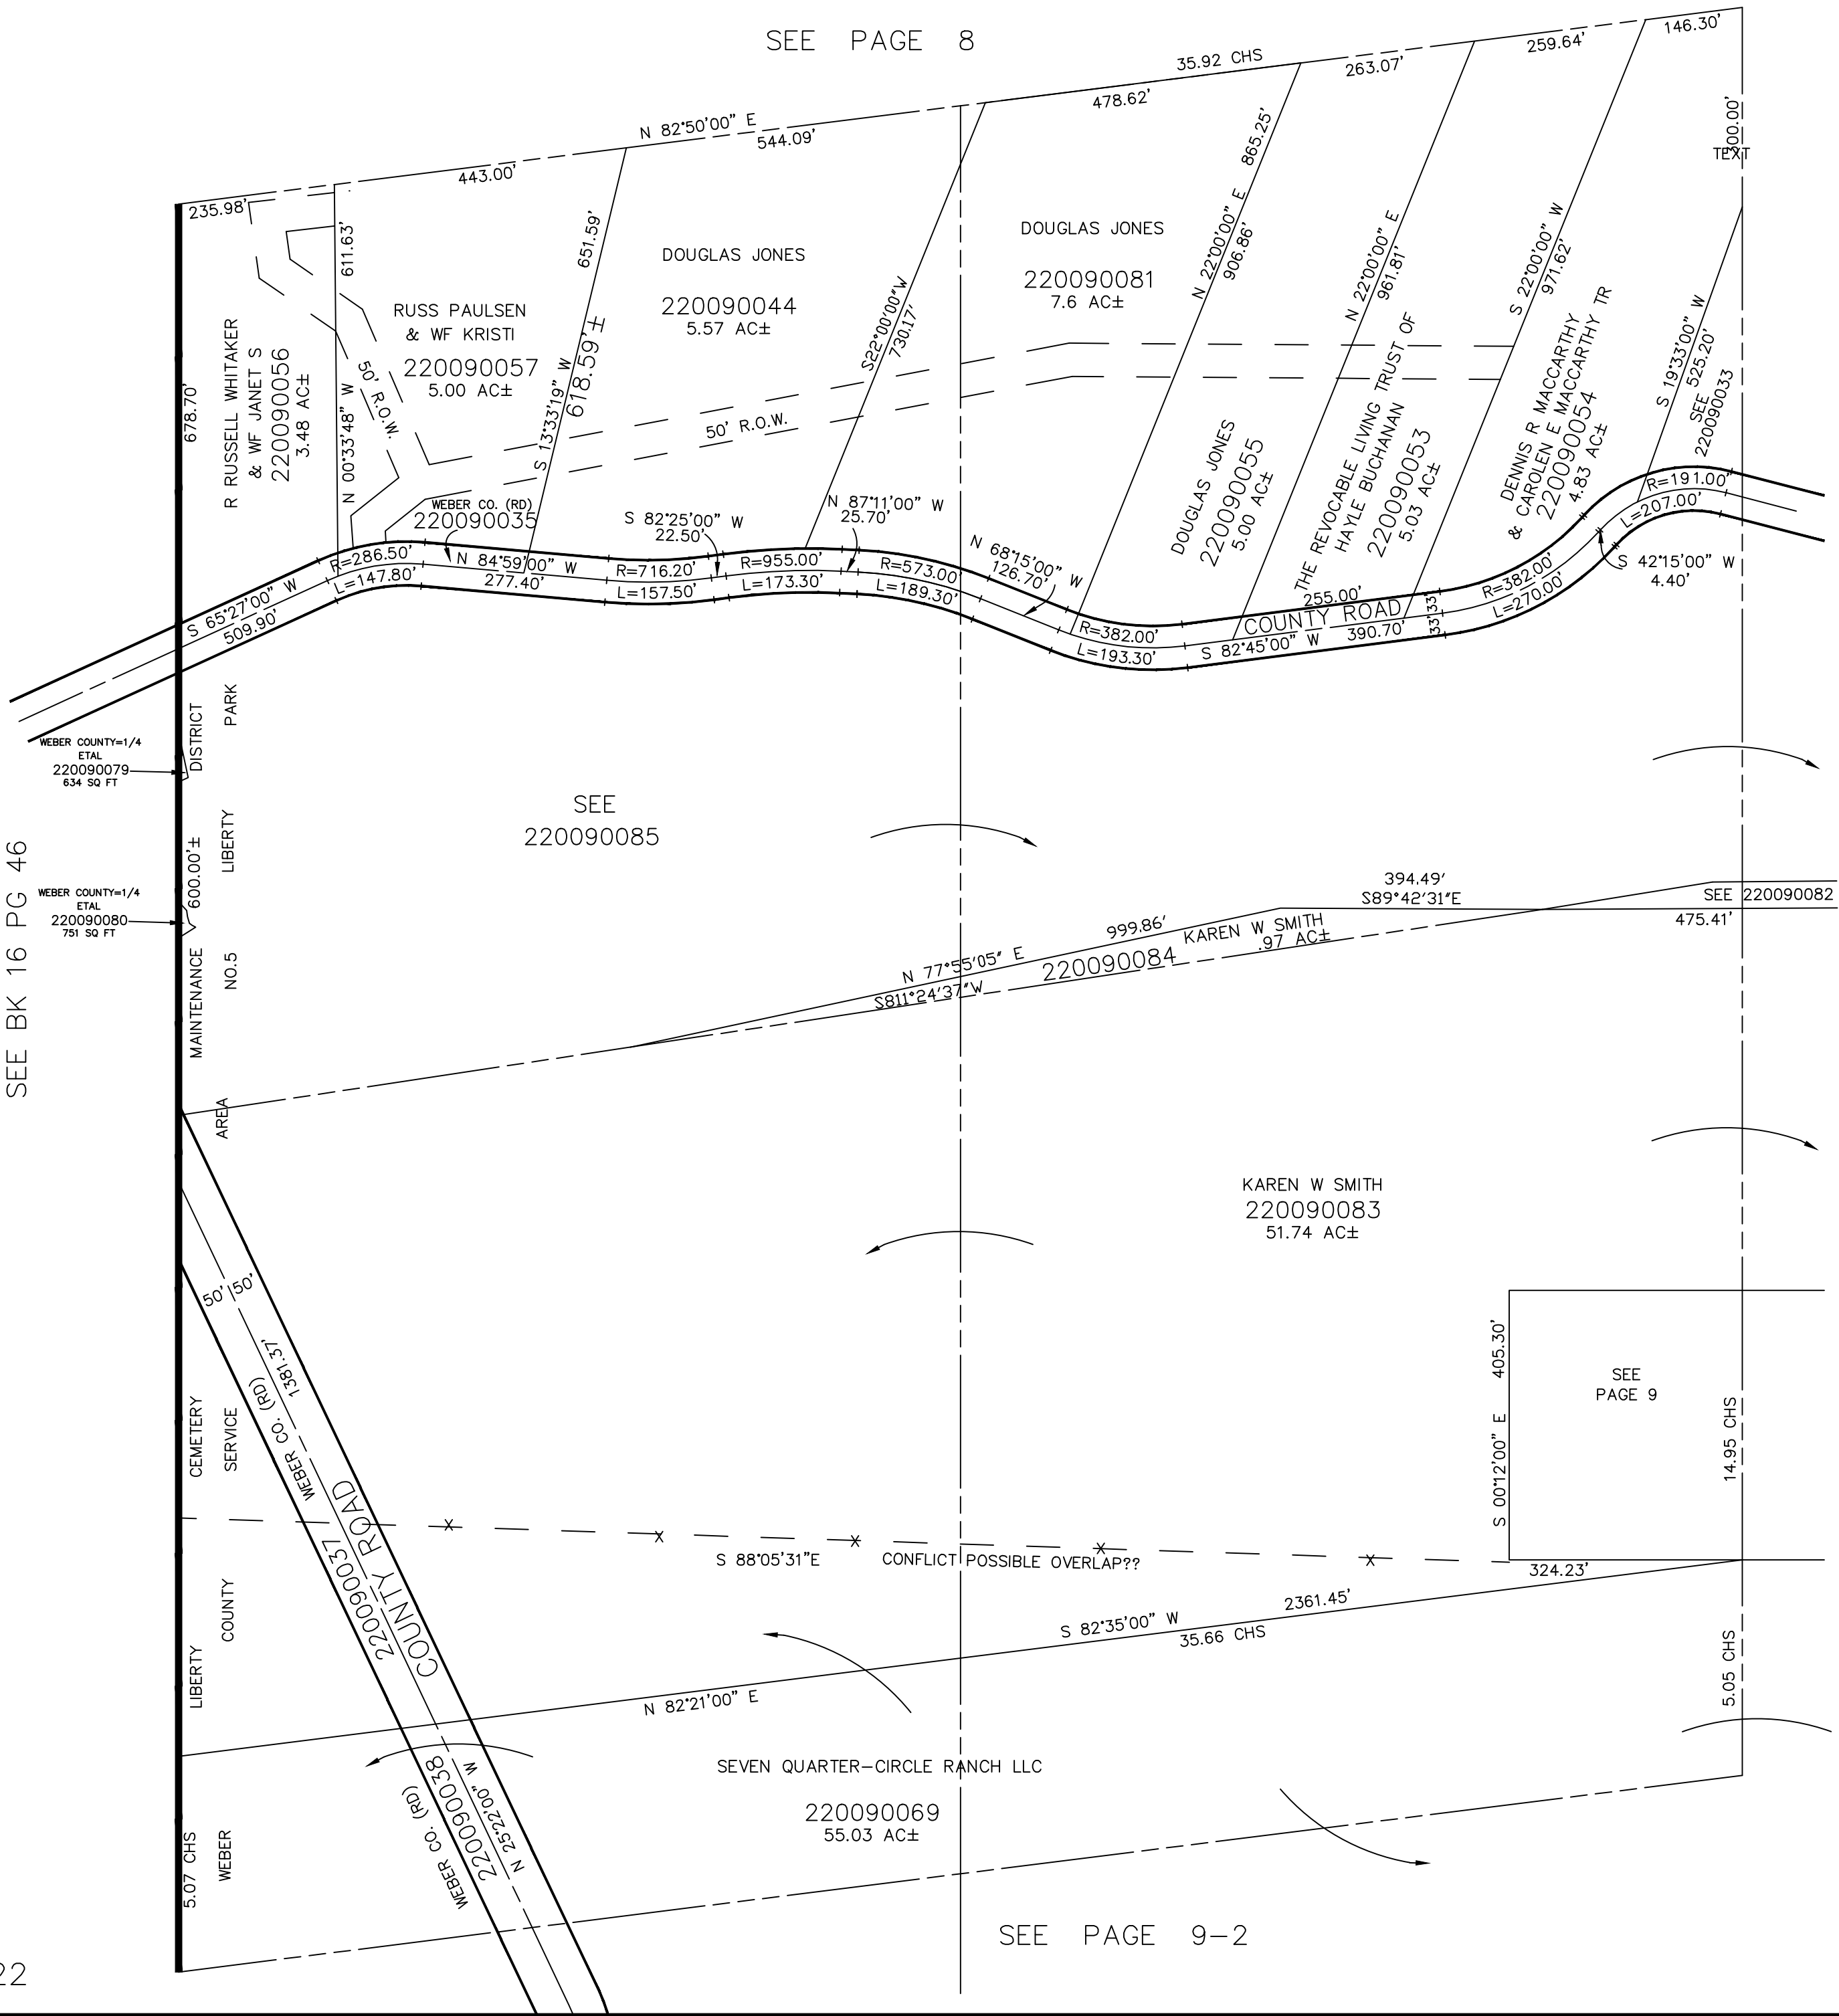 SEE PAGE 8
N 82°50'00" E
35.92 CHS
235.98'
443.00'
544.09'
478.62'
263.07'
259.64'
146.30'
300.00'
TEXT
678.70'
R RUSSELL WHITAKER
& WF JANET S
220090056
3.48 AC±
611.63'
N 00°33'48" W
RUSS PAULSEN
& WF KRISTI
220090057
5.00 AC±
50' R.O.W.
651.59'
S 13°33'19" W
618.59'±
DOUGLAS JONES
220090044
5.57 AC±
50' R.O.W.
S22°00'00"W
730.17'
DOUGLAS JONES
220090081
7.6 AC±
N 22°00'00" E 865.25'
906.86'
DOUGLAS JONES
220090055
5.00 AC±
N 22°00'00" E
961.81'
THE REVOCABLE LIVING TRUST OF
HAYLE BUCHANAN
220090053
5.03 AC±
S 22°00'00" W
971.62'
DENNIS R MACCARTHY
& CAROLEN E MACCARTHY TR
220090054
4.83 AC±
S 19°33'00" W
525.20'
SEE
220090033
WEBER CO. (RD)
220090035
S 65°27'00" W
509.90'
R=286.50'
L=147.80'
N 84°59'00" W
277.40'
R=716.20'
L=157.50'
S 82°25'00" W
22.50'
R=955.00'
L=173.30'
N 87°11'00" W
25.70'
R=573.00'
L=189.30'
N 68°15'00" W
126.70'
R=382.00'
L=193.30'
255.00'
COUNTY ROAD
S 82°45'00" W 390.70'
33' 33'
R=382.00'
L=270.00'
S 42°15'00" W
4.40'
R=191.00'
L=207.00'
WEBER COUNTY=1/4
ETAL
220090079
634 SQ FT
WEBER COUNTY=1/4
ETAL
220090080
751 SQ FT
SEE BK 16 PG 46
600.00'±
LIBERTY CEMETERY MAINTENANCE DISTRICT
WEBER COUNTY SERVICE AREA NO.5 LIBERTY PARK
SEE
220090085
394.49'
S89°42'31"E
SEE 220090082
475.41'
999.86'
N 77°55'05" E
KAREN W SMITH
.97 AC±
220090084
S811°24'37"W
KAREN W SMITH
220090083
51.74 AC±
50' 50'
1381.37'
WEBER CO. (RD)
COUNTY ROAD
220090037
S 00°12'00" E 405.30'
SEE
PAGE 9
14.95 CHS
S 88°05'31"E
CONFLICT POSSIBLE OVERLAP??
324.23'
2361.45'
S 82°35'00" W
35.66 CHS
N 82°21'00" E
5.05 CHS
SEVEN QUARTER-CIRCLE RANCH LLC
220090069
55.03 AC±
N 25°22'00" W
220090038
WEBER CO. (RD)
5.07 CHS
SEE PAGE 9-2
22